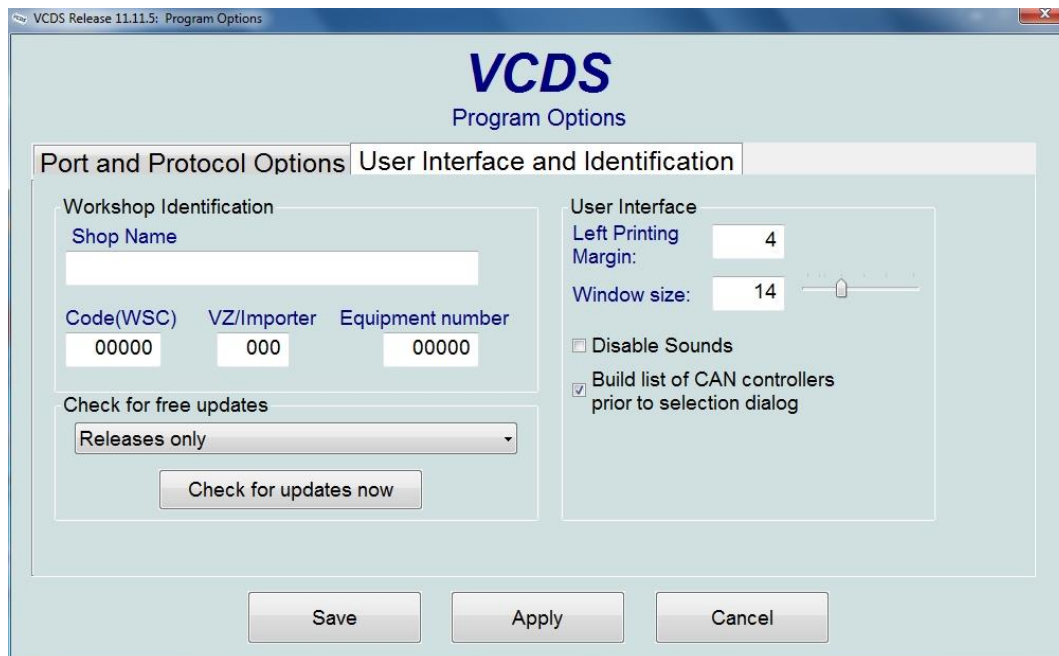 VCDS Release 11.11.5: Program Options
VCDS
Program Options
Port and Protocol Options
User Interface and Identification
Workshop Identification
Shop Name
Code(WSC)
VZ/Importer
Equipment number
00000
000
00000
Check for free updates
Releases only
Check for updates now
User Interface
Left Printing
Margin:
4
Window size:
14
Disable Sounds
Build list of CAN controllers
prior to selection dialog
Save
Apply
Cancel